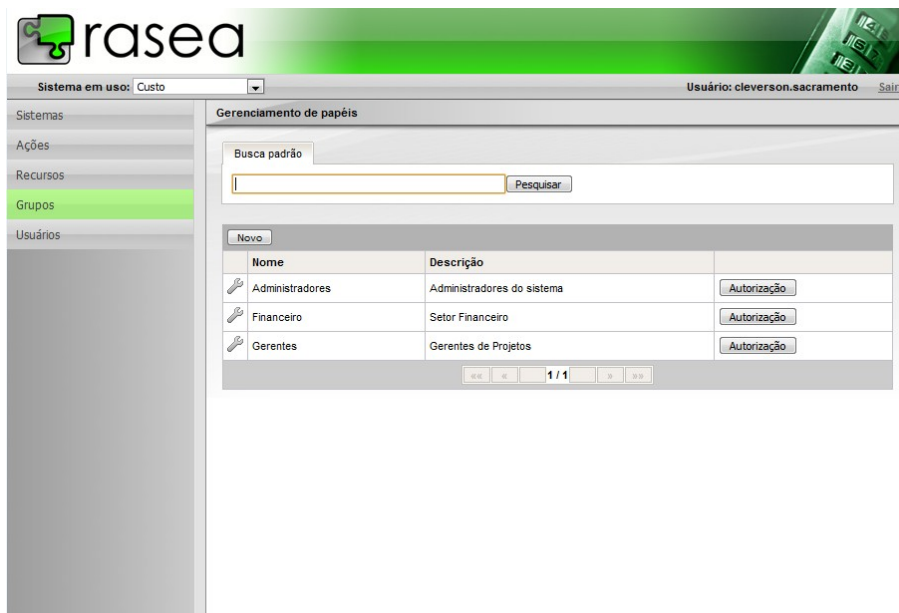 rasea
Sistema em uso: Custo
Usuário: cleverson.sacramento Sair
Sistemas
Ações
Recursos
Grupos
Usuários
Gerenciamento de papéis
Busca padrão
Pesquisar
Novo
Nome Descrição
Administradores Administradores do sistema Autorização
Financeiro Setor Financeiro Autorização
Gerentes Gerentes de Projetos Autorização
«« « 1 / 1 » »»